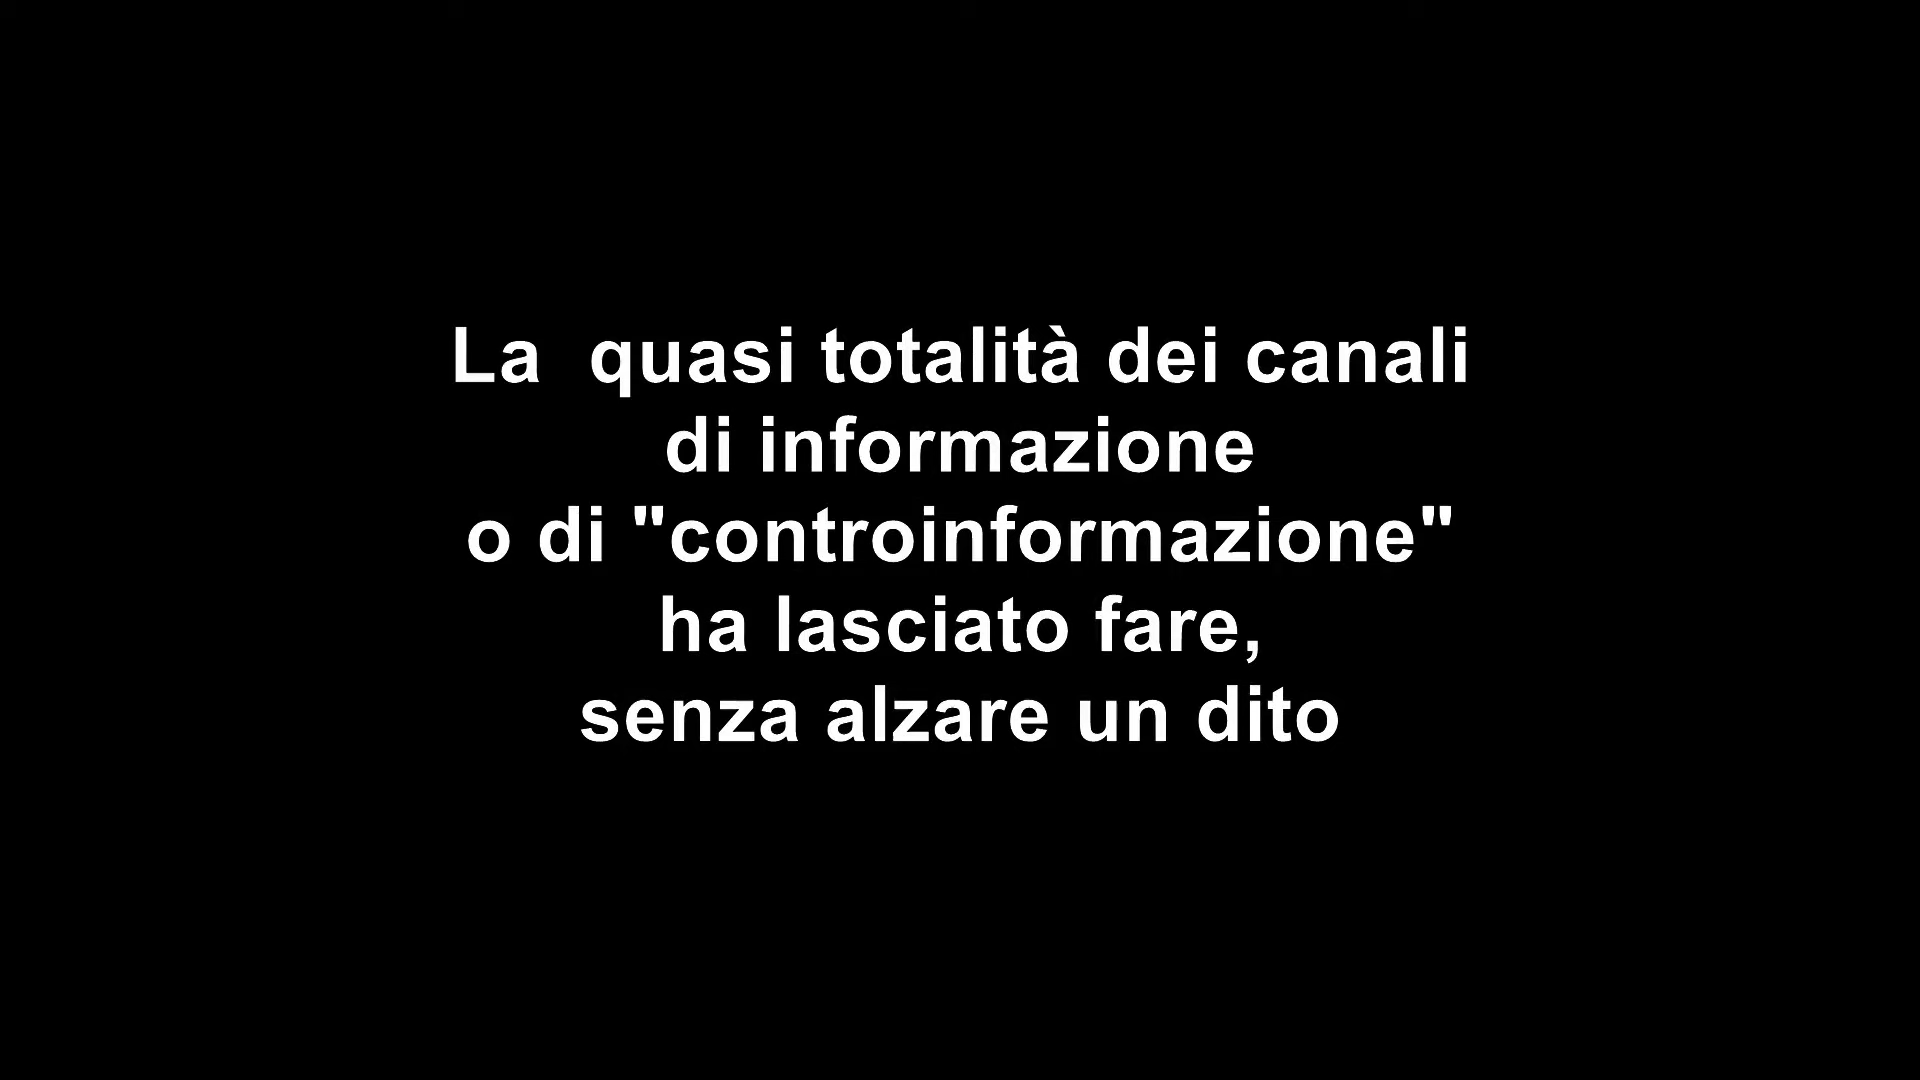 La  quasi totalità dei canali
di informazione
o di "controinformazione"
ha lasciato fare,
senza alzare un dito